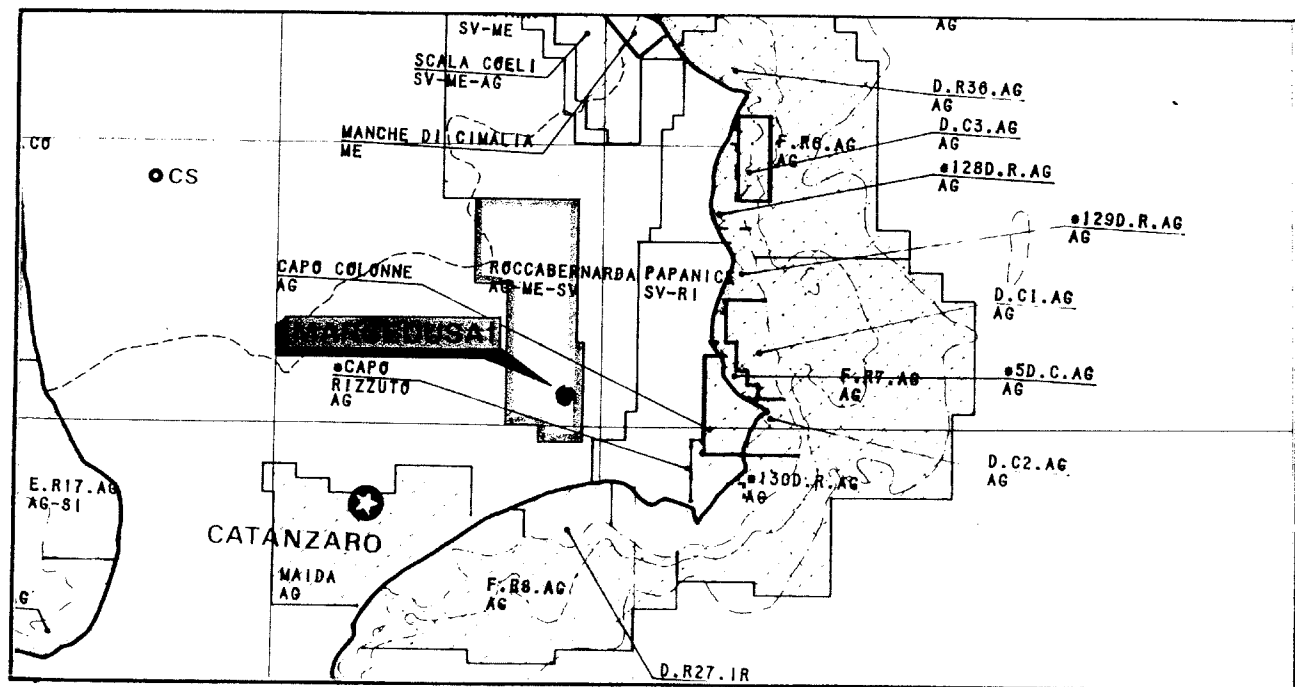 SV-ME
AG
SCALA COELI
SV-ME-AG
D.R36.AG
AG
MANCHE DI CIMALIA
ME
F.R6.AG
AG
D.C3.AG
AG
.CO
CS
128D.R.AG
AG
129D.R.AG
AG
CAPO COLONNE
AG
ROCCABERNARDA
AG-ME-SV
PAPANICE
SV-RI
D.C1.AG
AG
MARCEDUSA 1
CAPO
RIZZUTO
AG
F.R7.AG
AG
5D.C.AG
AG
D.C2.AG
AG
E.R17.AG
AG-SI
130D.R.AG
AG
CATANZARO
MAIDA
AG
F.R8.AG
AG
G
D.R27.IR